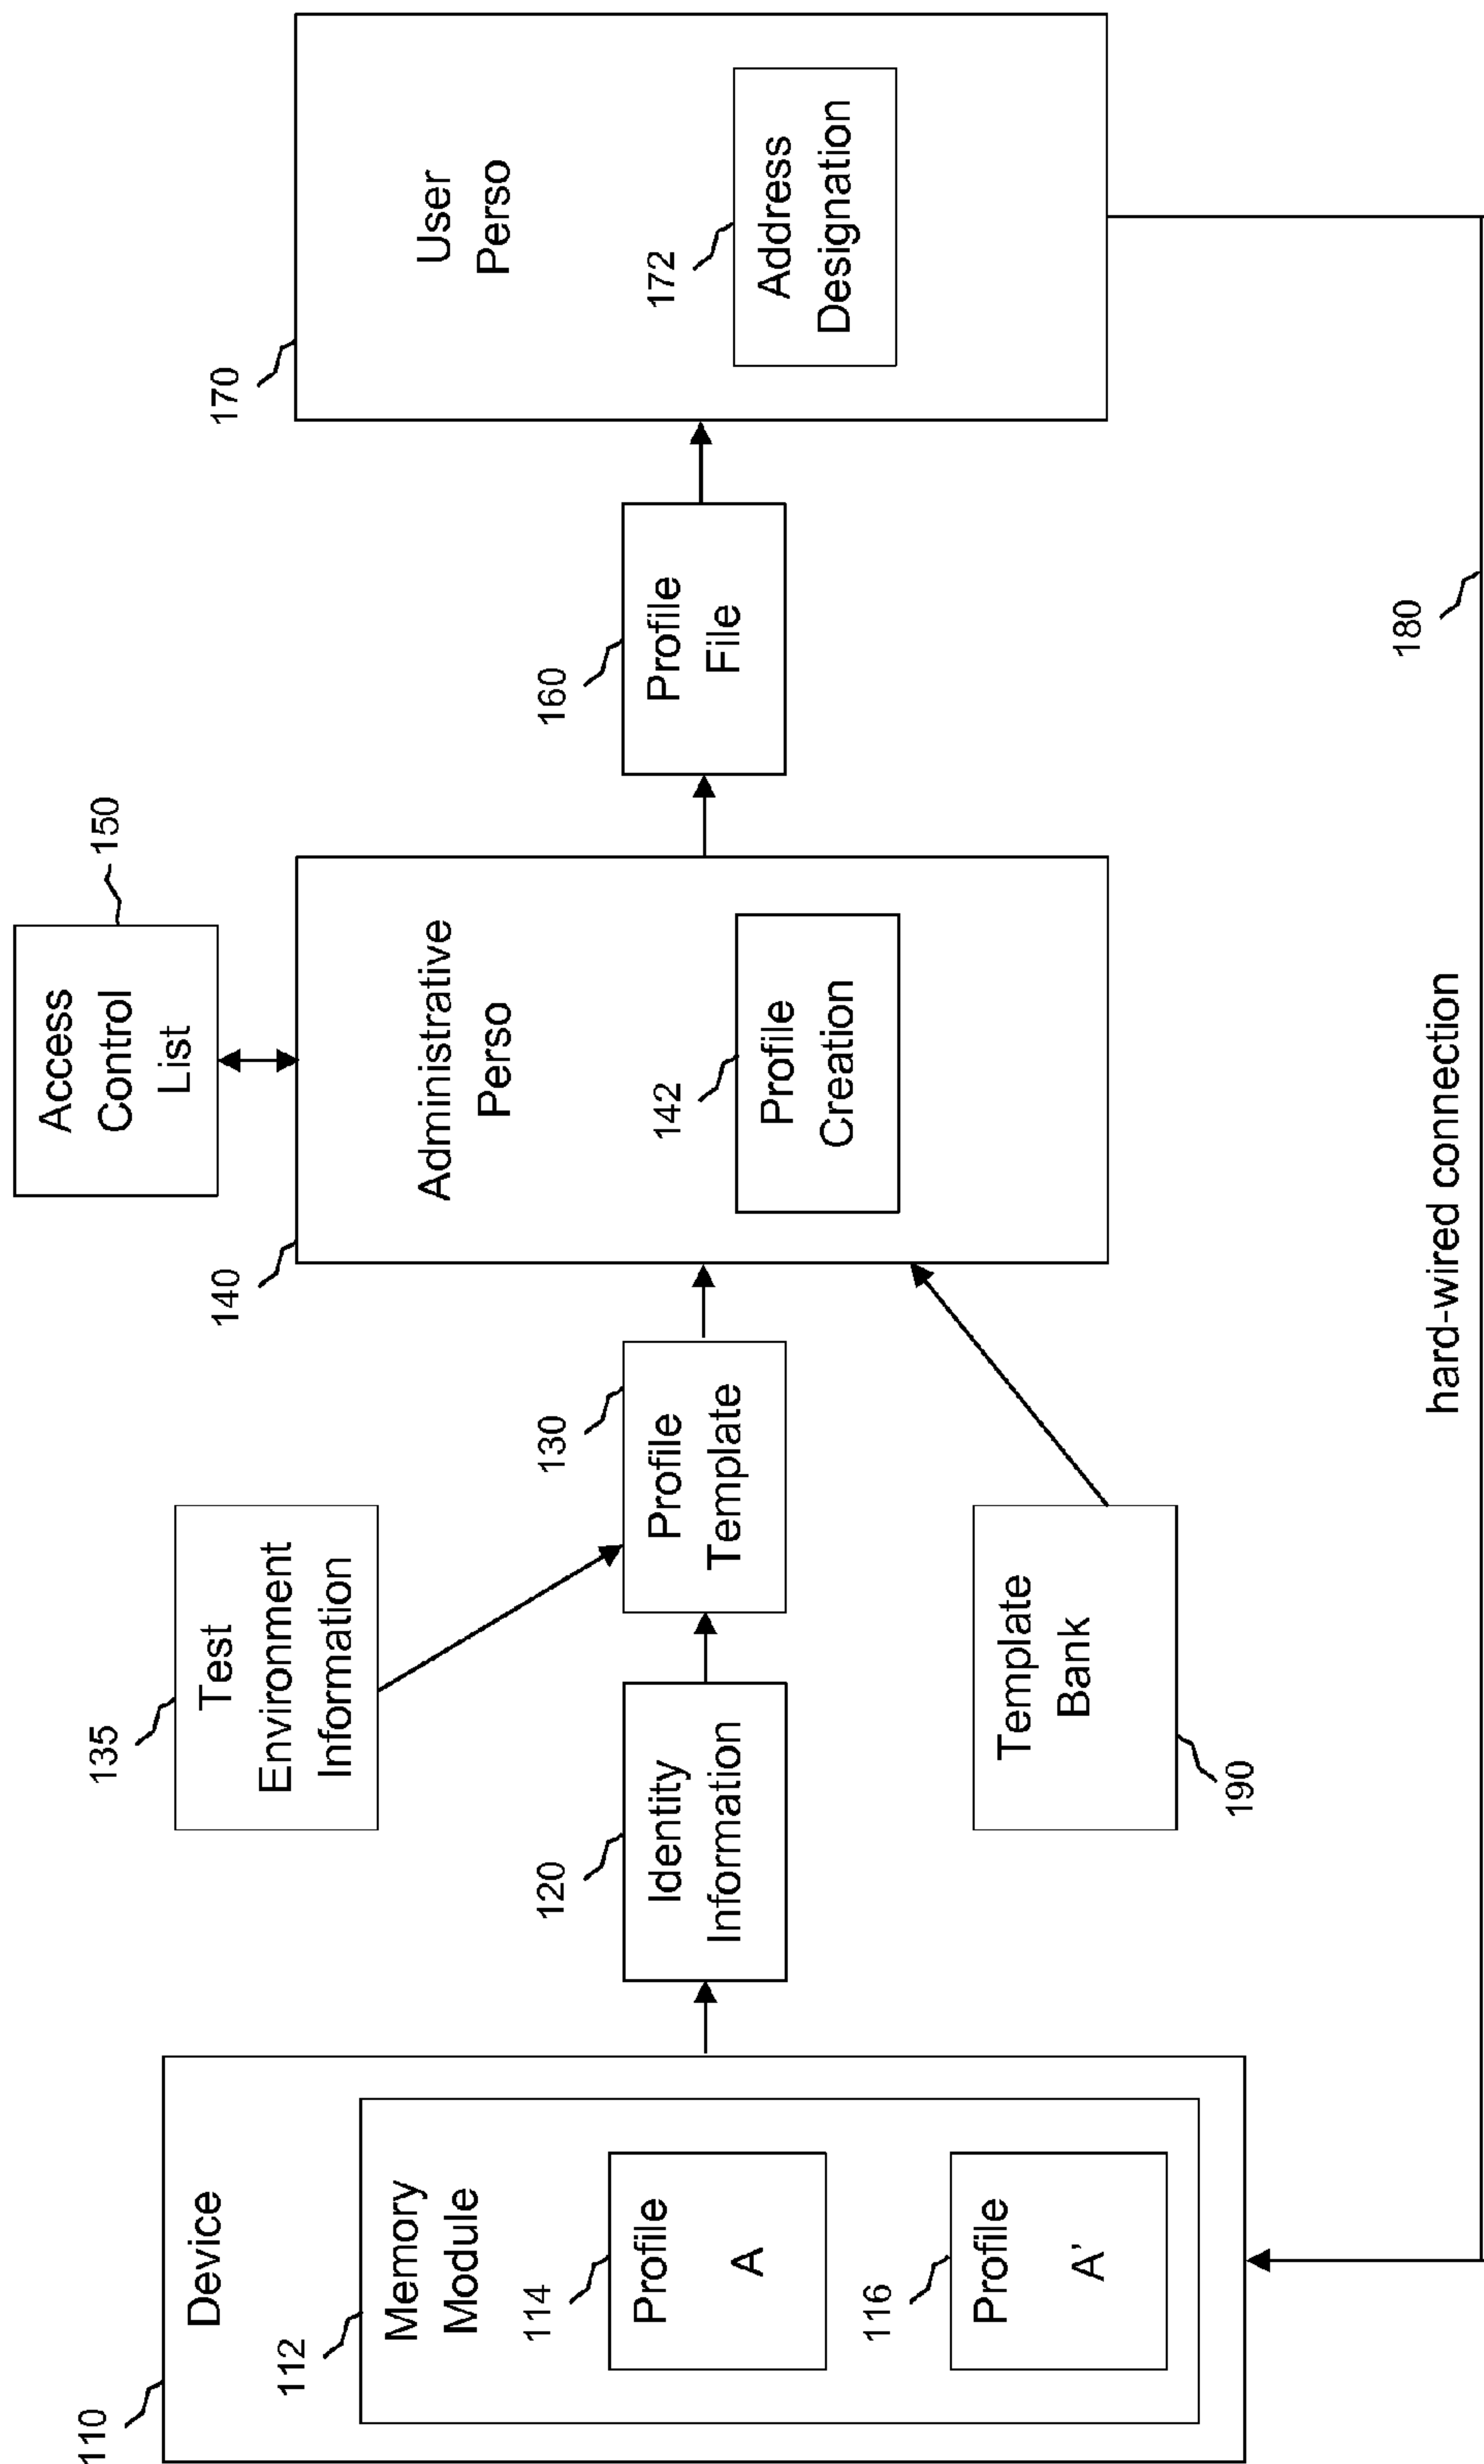 110
Device
112
Memory
Module
114
Profile
A
116
Profile
A'
120
Identity
Information
135
Test
Environment
Information
130
Profile
Template
190
Template
Bank
140
Administrative
Perso
142
Profile
Creation
150
Access
Control
List
160
Profile
File
170
User
Perso
172
Address
Designation
180
hard-wired connection